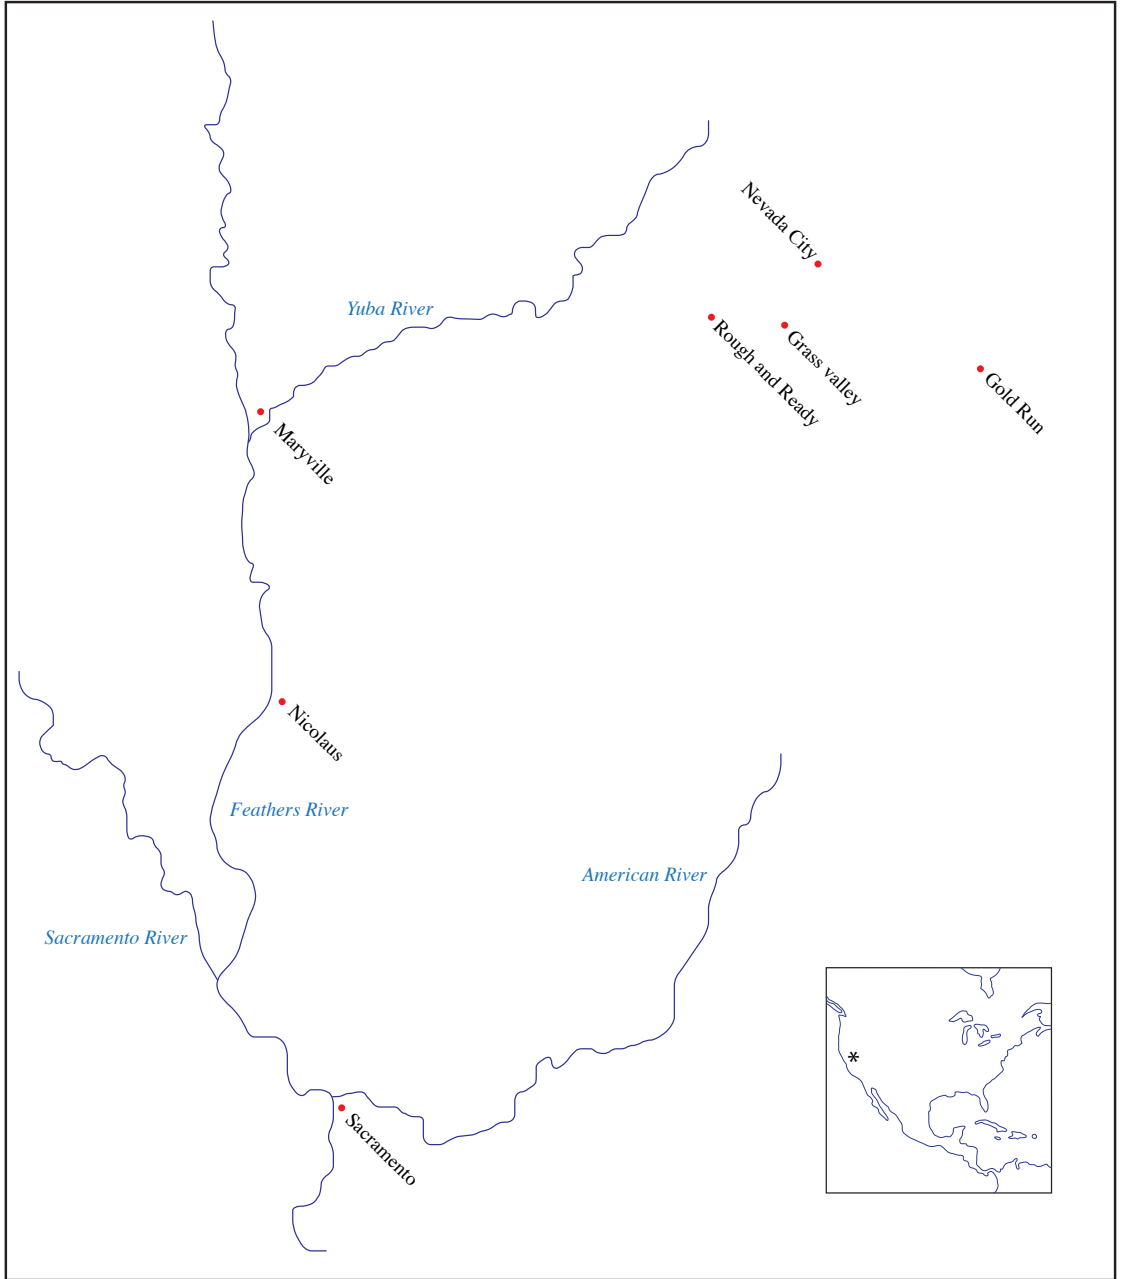 Nevada City
Yuba River
Rough and Ready
Grass valley
Gold Run
Maryville
Nicolaus
Feathers River
American River
Sacramento River
*
Sacramento